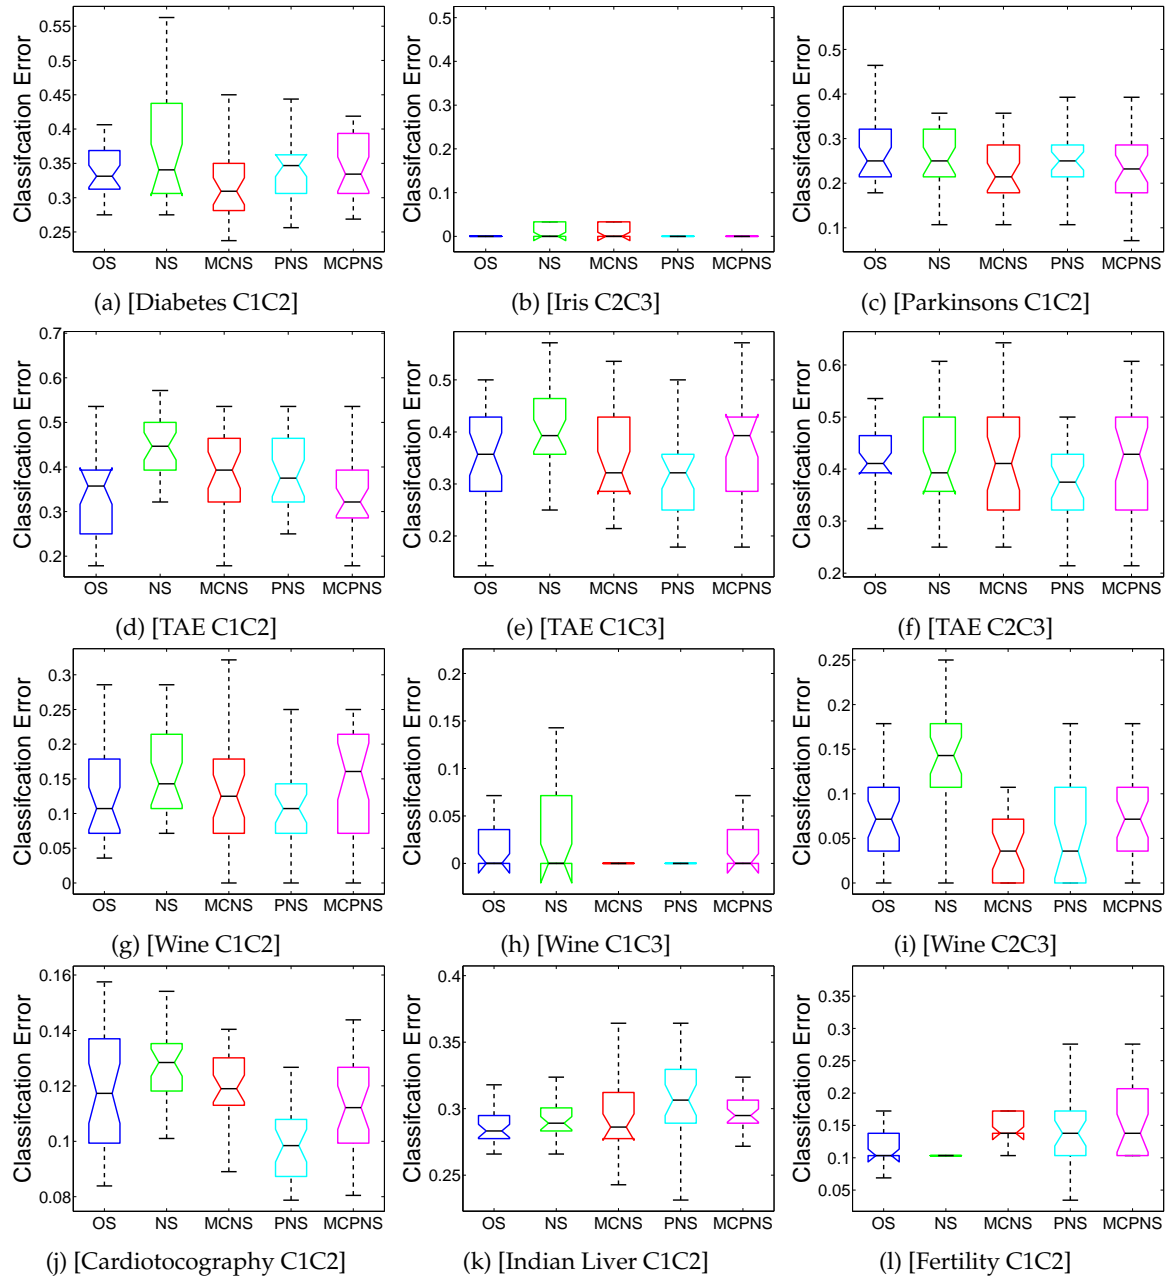 Classifcation Error
0.55
0.5
0.45
0.4
0.35
0.3
0.25
OS NS MCNS PNS MCPNS
(a) [Diabetes C1C2]
Classifcation Error
0.5
0.4
0.3
0.2
0.1
0
OS NS MCNS PNS MCPNS
(b) [Iris C2C3]
Classifcation Error
0.5
0.4
0.3
0.2
0.1
OS NS MCNS PNS MCPNS
(c) [Parkinsons C1C2]
Classifcation Error
0.7
0.6
0.5
0.4
0.3
0.2
OS NS MCNS PNS MCPNS
(d) [TAE C1C2]
Classifcation Error
0.5
0.4
0.3
0.2
OS NS MCNS PNS MCPNS
(e) [TAE C1C3]
Classifcation Error
0.6
0.5
0.4
0.3
0.2
OS NS MCNS PNS MCPNS
(f) [TAE C2C3]
Classifcation Error
0.3
0.25
0.2
0.15
0.1
0.05
0
OS NS MCNS PNS MCPNS
(g) [Wine C1C2]
Classifcation Error
0.2
0.15
0.1
0.05
0
OS NS MCNS PNS MCPNS
(h) [Wine C1C3]
Classifcation Error
0.25
0.2
0.15
0.1
0.05
0
OS NS MCNS PNS MCPNS
(i) [Wine C2C3]
Classifcation Error
0.16
0.14
0.12
0.1
0.08
OS NS MCNS PNS MCPNS
(j) [Cardiotocography C1C2]
Classifcation Error
0.4
0.35
0.3
0.25
OS NS MCNS PNS MCPNS
(k) [Indian Liver C1C2]
Classifcation Error
0.35
0.3
0.25
0.2
0.15
0.1
0.05
OS NS MCNS PNS MCPNS
(l) [Fertility C1C2]